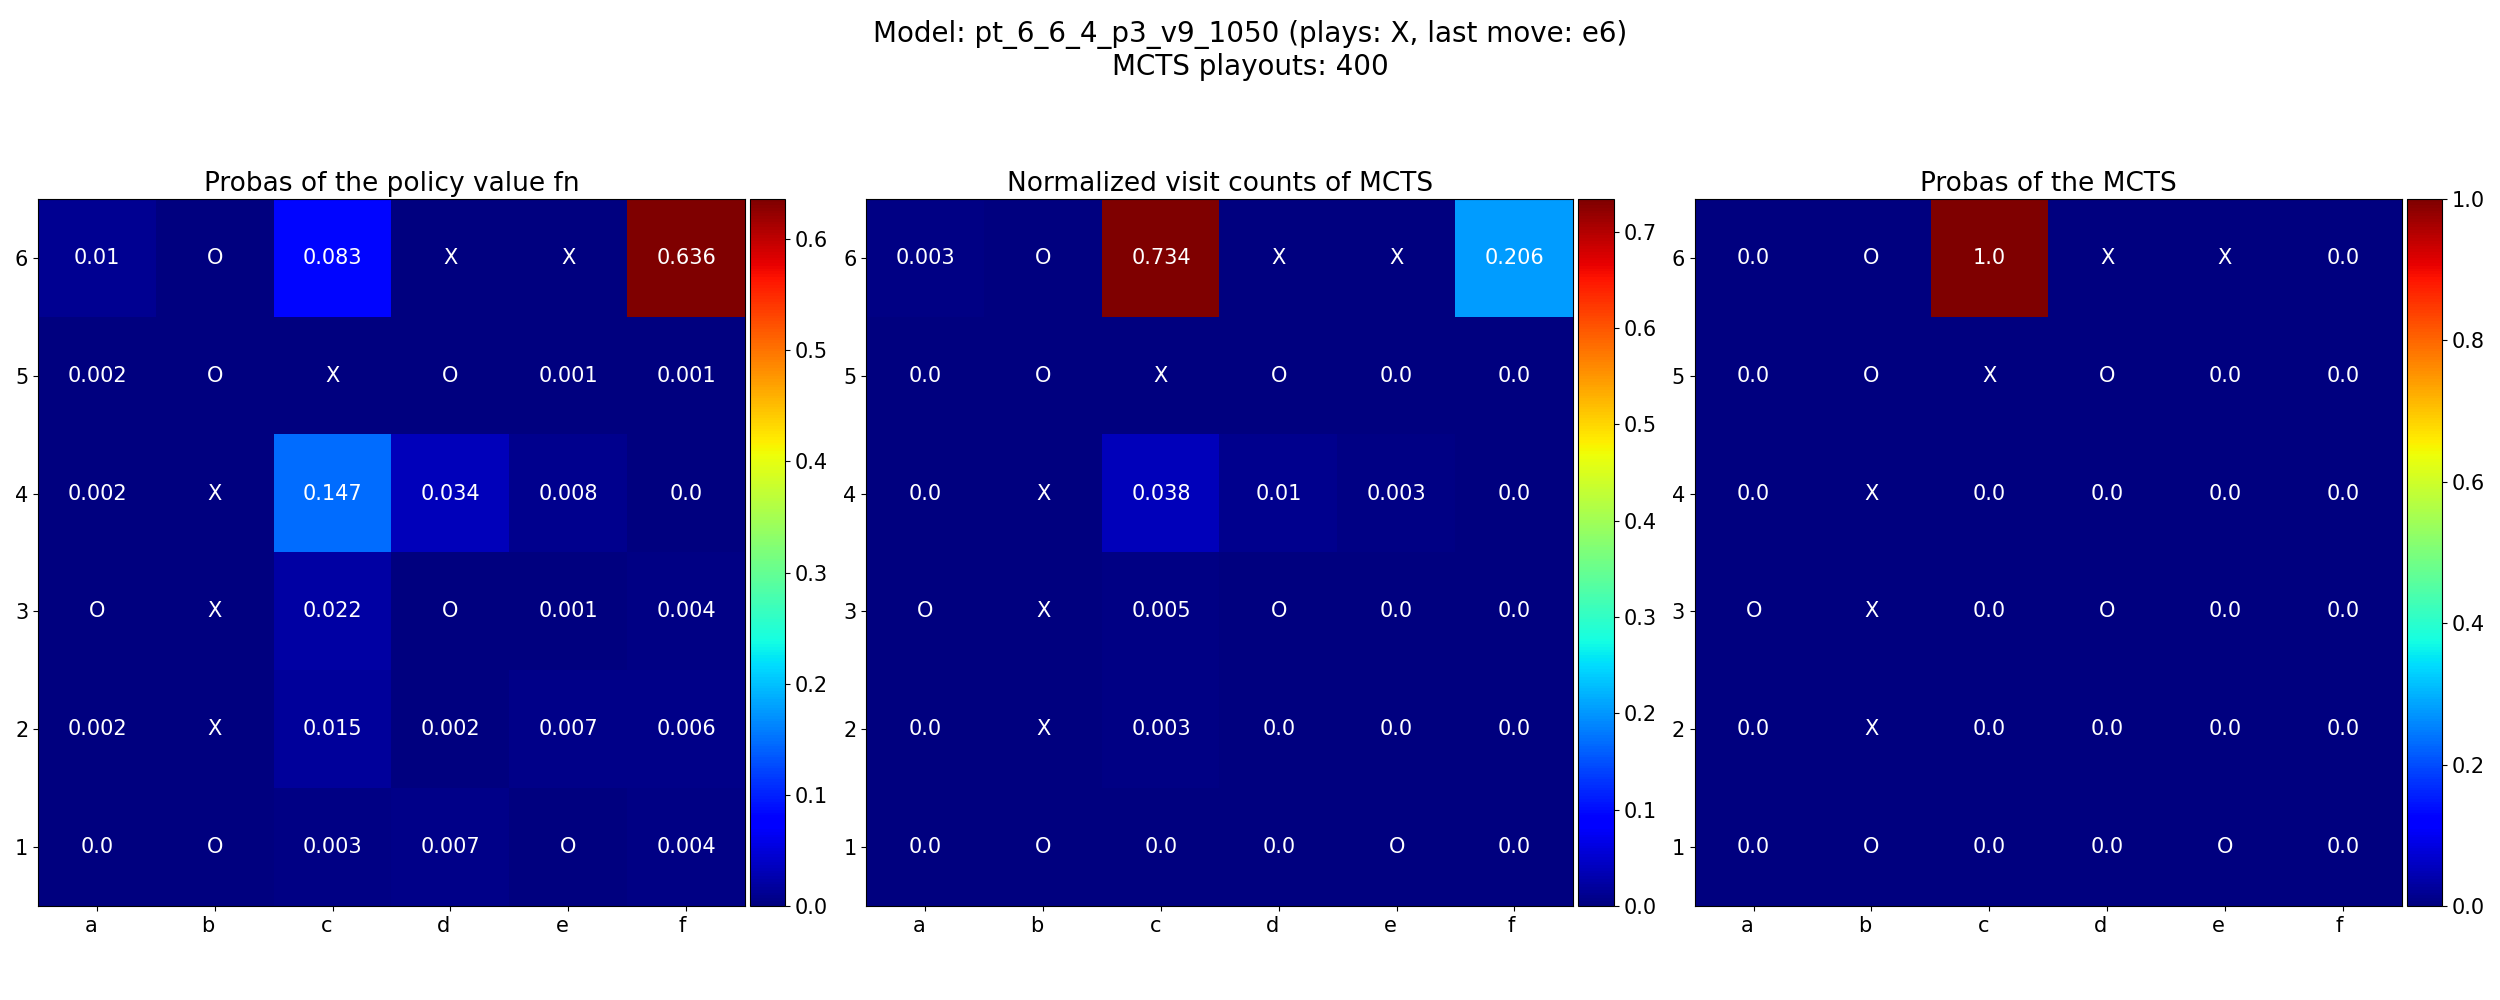 Model: pt_6_6_4_p3_v9_1050 (plays: X, last move: e6)
MCTS playouts: 400
Probas of the policy value fn
6 0.01 O 0.083 X X 0.636
5 0.002 O X O 0.001 0.001
4 0.002 X 0.147 0.034 0.008 0.0
3 O X 0.022 O 0.001 0.004
2 0.002 X 0.015 0.002 0.007 0.006
1 0.0 O 0.003 0.007 O 0.004
a b c d e f
0.6
0.5
0.4
0.3
0.2
0.1
0.0
Normalized visit counts of MCTS
6 0.003 O 0.734 X X 0.206
5 0.0 O X O 0.0 0.0
4 0.0 X 0.038 0.01 0.003 0.0
3 O X 0.005 O 0.0 0.0
2 0.0 X 0.003 0.0 0.0 0.0
1 0.0 O 0.0 0.0 O 0.0
a b c d e f
0.7
0.6
0.5
0.4
0.3
0.2
0.1
0.0
Probas of the MCTS
6 0.0 O 1.0 X X 0.0
5 0.0 O X O 0.0 0.0
4 0.0 X 0.0 0.0 0.0 0.0
3 O X 0.0 O 0.0 0.0
2 0.0 X 0.0 0.0 0.0 0.0
1 0.0 O 0.0 0.0 O 0.0
a b c d e f
1.0
0.8
0.6
0.4
0.2
0.0